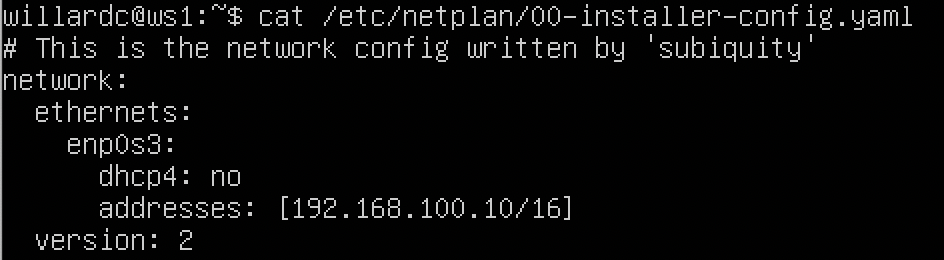 willardc@ws1:~$ cat /etc/netplan/00-installer-config.yaml
# This is the network config written by 'subiquity'
network:
  ethernets:
    enp0s3:
      dhcp4: no
      addresses: [192.168.100.10/16]
  version: 2